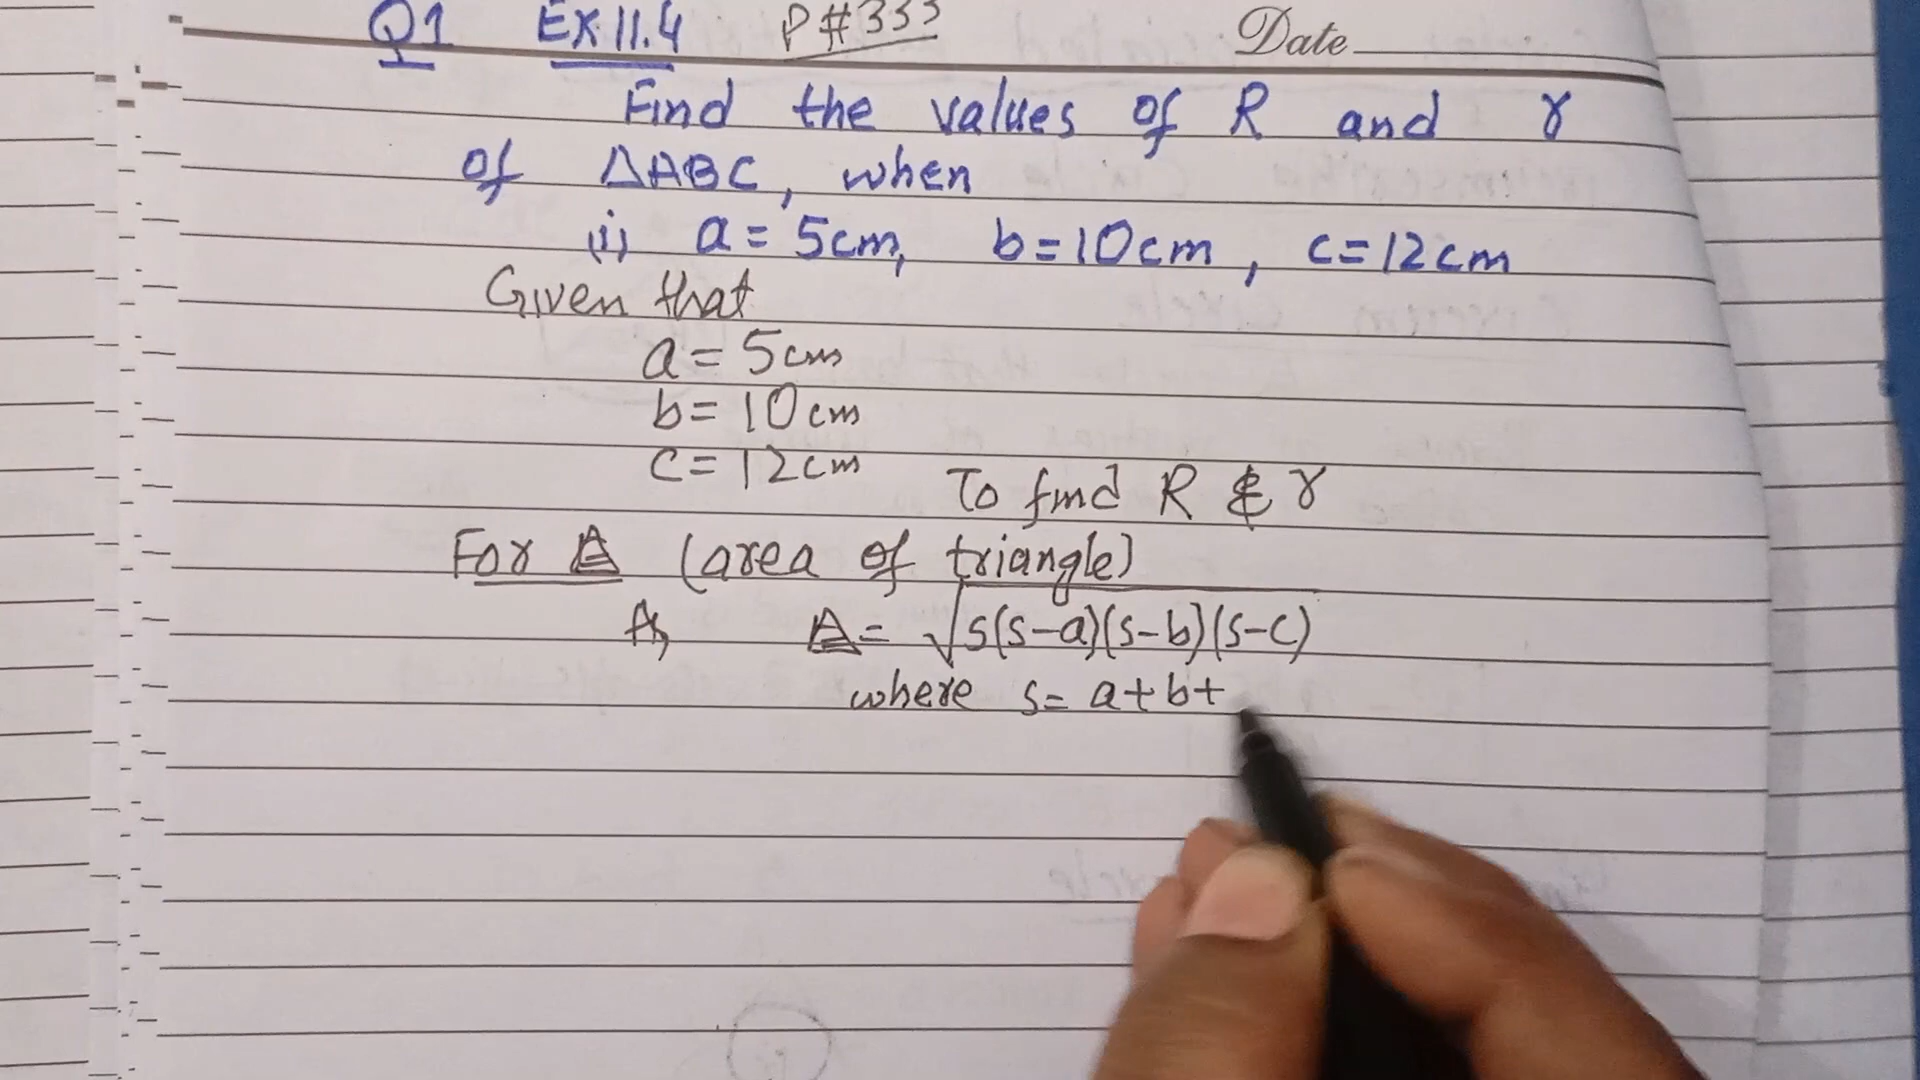 Q1 Ex 11.4 P#333 Date
Find the values of R and r
of ΔABC, when
(i) a = 5cm, b=10cm, c=12cm
Given that
a = 5cm
b = 10cm
c = 12cm
To find R & r
For Δ (area of triangle)
As, Δ = √s(s-a)(s-b)(s-c)
where s = a+b+